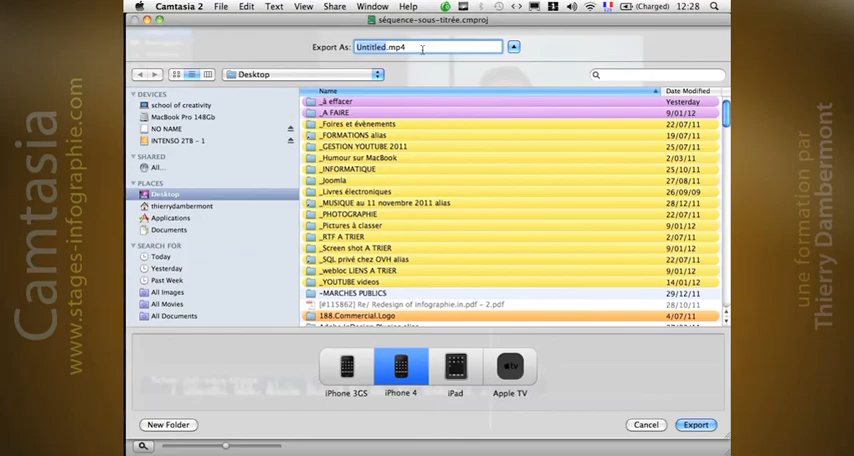 Camtasia 2 File Edit Text View Share Window Help (Charged) 12:28
séquence-sous-titrée.cmproj
Export As: Untitled.mp4
Desktop
DEVICES
school of creativity
MacBook Pro 148Gb
NO NAME
INTENSO 2TB - 1
SHARED
All...
PLACES
Desktop
thierrydambermont
Applications
Documents
SEARCH FOR
Today
Yesterday
Past Week
All Images
All Movies
All Documents
Name Date Modified
_à effacer Yesterday
_A FAIRE 9/01/12
_Foires et évènements 22/07/11
_FORMATIONS alias 22/07/11
_GESTION YOUTUBE 2011 25/07/11
_Humour sur MacBook 2/03/11
_INFORMATIQUE 25/10/11
_Joomla 27/08/11
_Livres électroniques 26/09/09
_MUSIQUE au 11 novembre 2011 alias 28/12/11
_PHOTOGRAPHIE 22/07/11
_Pictures à classer 9/01/12
_RTF A TRIER 2/07/11
_Screen shot A TRIER 9/01/12
_SQL privé chez OVH alias 22/07/11
_webloc LIENS A TRIER 9/01/12
_YOUTUBE videos 14/01/12
-MARCHES PUBLICS 29/12/11
[#115862] Re/ Redesign of infographie.in.pdf - 2.pdf 28/10/11
188.Commercial.Logo 4/07/11
iPhone 3GS
iPhone 4
iPad
tv
Apple TV
New Folder
Cancel
Export
Camtasia
www.stages-infographie.com
une formation par
Thierry Dambermont